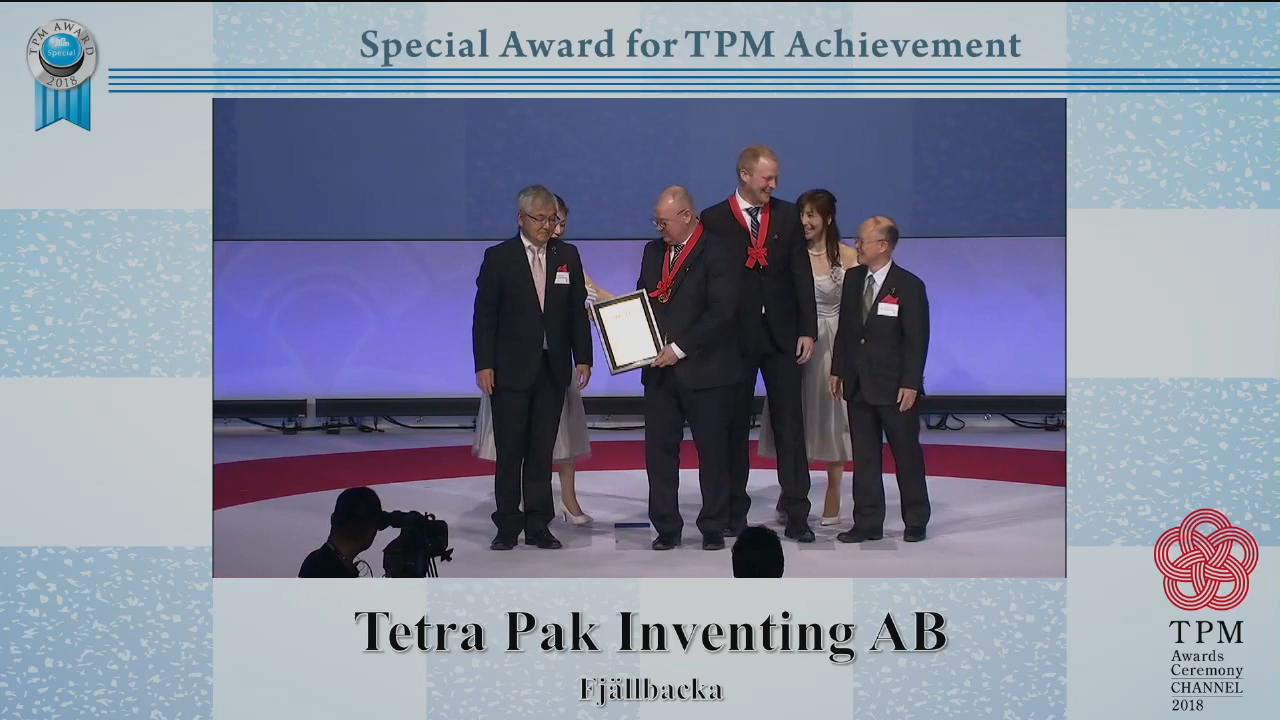 Special Award for TPM Achievement
TPM AWARD
Special
2018
Tetra Pak Inventing AB
Fjällbacka
TPM
Awards
Ceremony
CHANNEL
2018